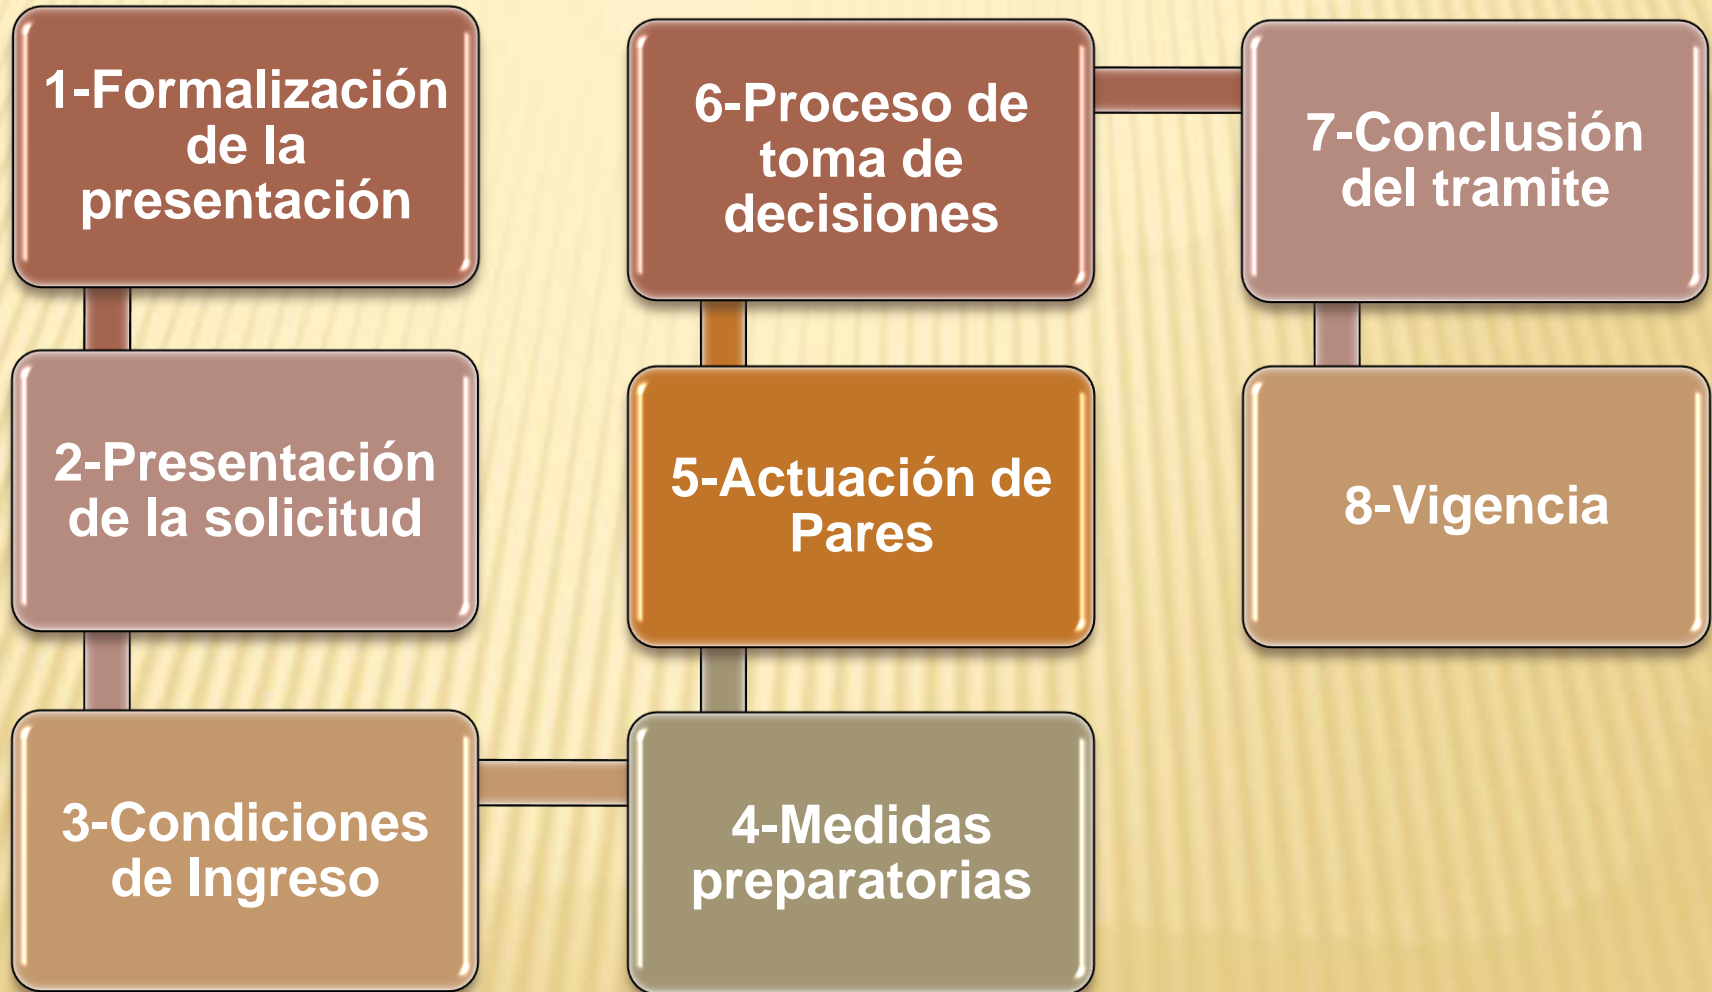 1-Formalización
de la
presentación
2-Presentación
de la solicitud
3-Condiciones
de Ingreso
4-Medidas
preparatorias
5-Actuación de
Pares
6-Proceso de
toma de
decisiones
7-Conclusión
del tramite
8-Vigencia